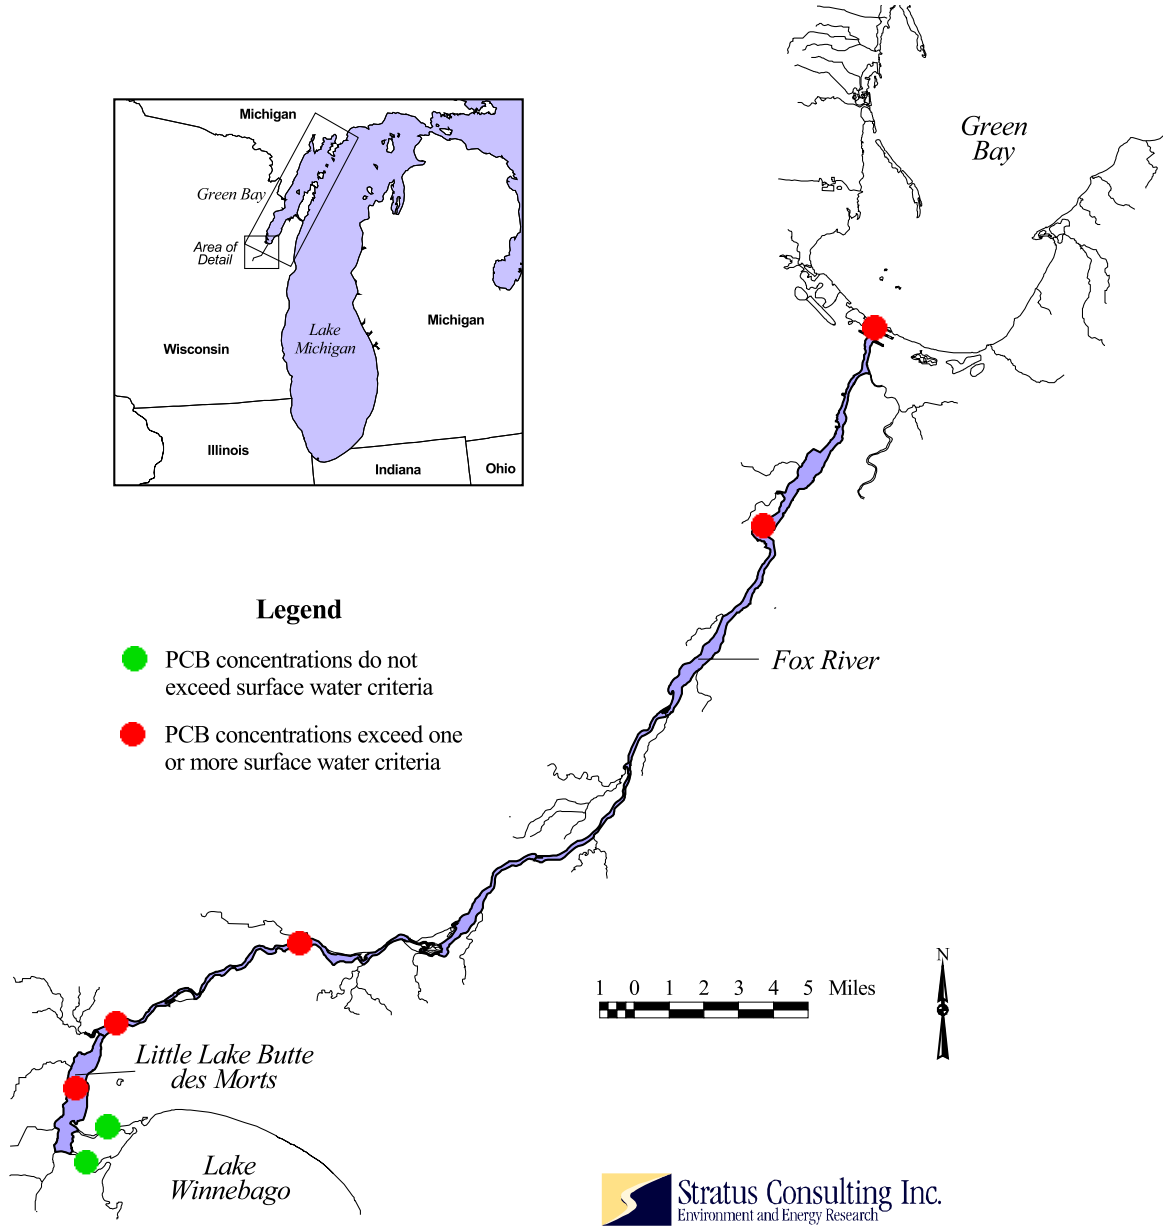 Michigan
Green Bay
Area of
Detail
Lake
Michigan
Michigan
Wisconsin
Illinois
Indiana
Ohio
Green
Bay
Legend
PCB concentrations do not
exceed surface water criteria
PCB concentrations exceed one
or more surface water criteria
Fox River
N
1 0 1 2 3 4 5 Miles
Little Lake Butte
des Morts
Lake
Winnebago
Stratus Consulting Inc.
Environment and Energy Research